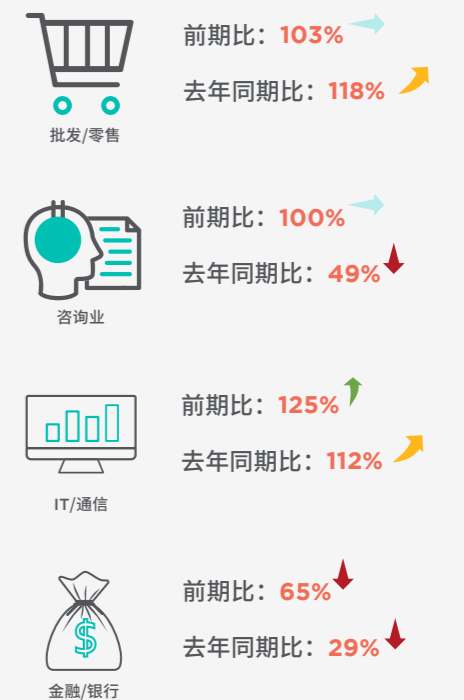 前期比：103%
去年同期比：118%
批发/零售
前期比：100%
去年同期比：49%
咨询业
前期比：125%
去年同期比：112%
IT/通信
前期比：65%
去年同期比：29%
$
金融/银行